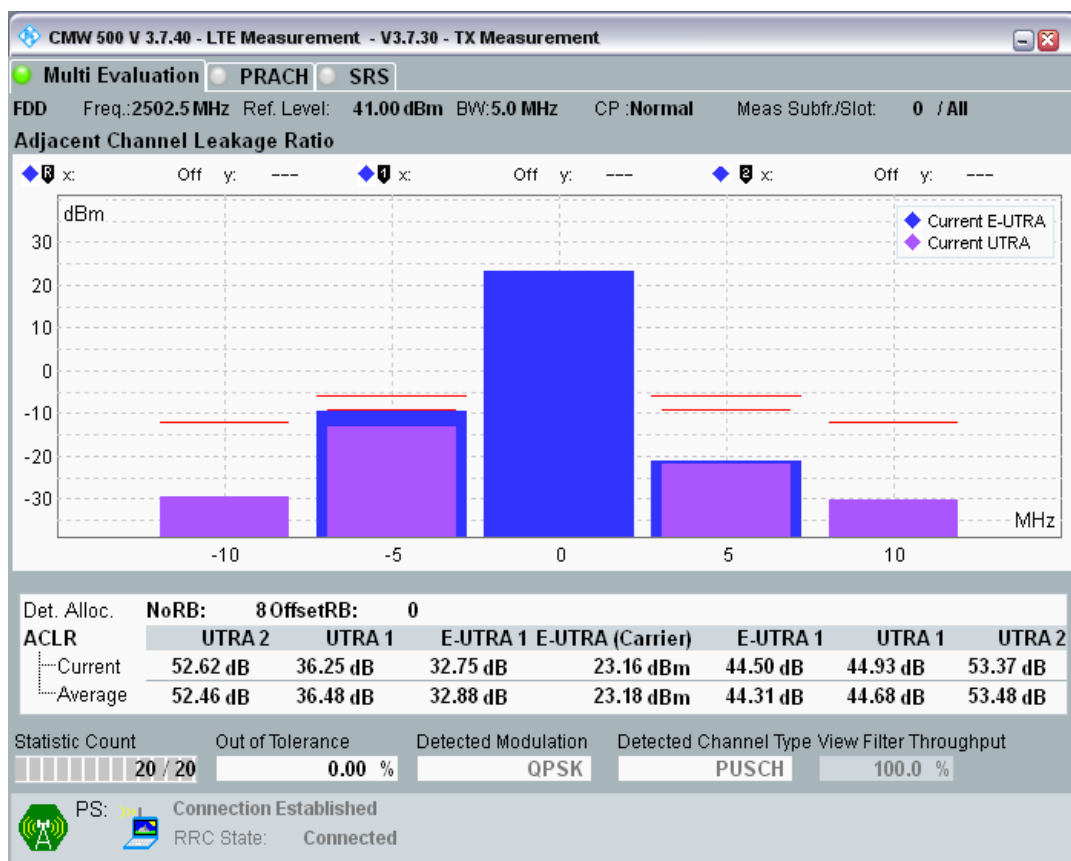 CMW 500 V 3.7.40 - LTE Measurement - V3.7.30 - TX Measurement
Multi Evaluation PRACH SRS
FDD Freq.:2502.5 MHz Ref. Level: 41.00 dBm BW:5.0 MHz CP :Normal Meas Subfr./Slot: 0 / All
Adjacent Channel Leakage Ratio
R x: Off y: --- 1 x: Off y: --- 2 x: Off y: ---
dBm
Current E-UTRA
Current UTRA
30
20
10
0
-10
-20
-30
MHz
-10 -5 0 5 10
Det. Alloc. NoRB: 8 OffsetRB: 0
ACLR UTRA 2 UTRA 1 E-UTRA 1 E-UTRA (Carrier) E-UTRA 1 UTRA 1 UTRA 2
Current 52.62 dB 36.25 dB 32.75 dB 23.16 dBm 44.50 dB 44.93 dB 53.37 dB
Average 52.46 dB 36.48 dB 32.88 dB 23.18 dBm 44.31 dB 44.68 dB 53.48 dB
Statistic Count Out of Tolerance Detected Modulation Detected Channel Type View Filter Throughput
20 / 20 0.00 % QPSK PUSCH 100.0 %
PS: Connection Established
RRC State: Connected